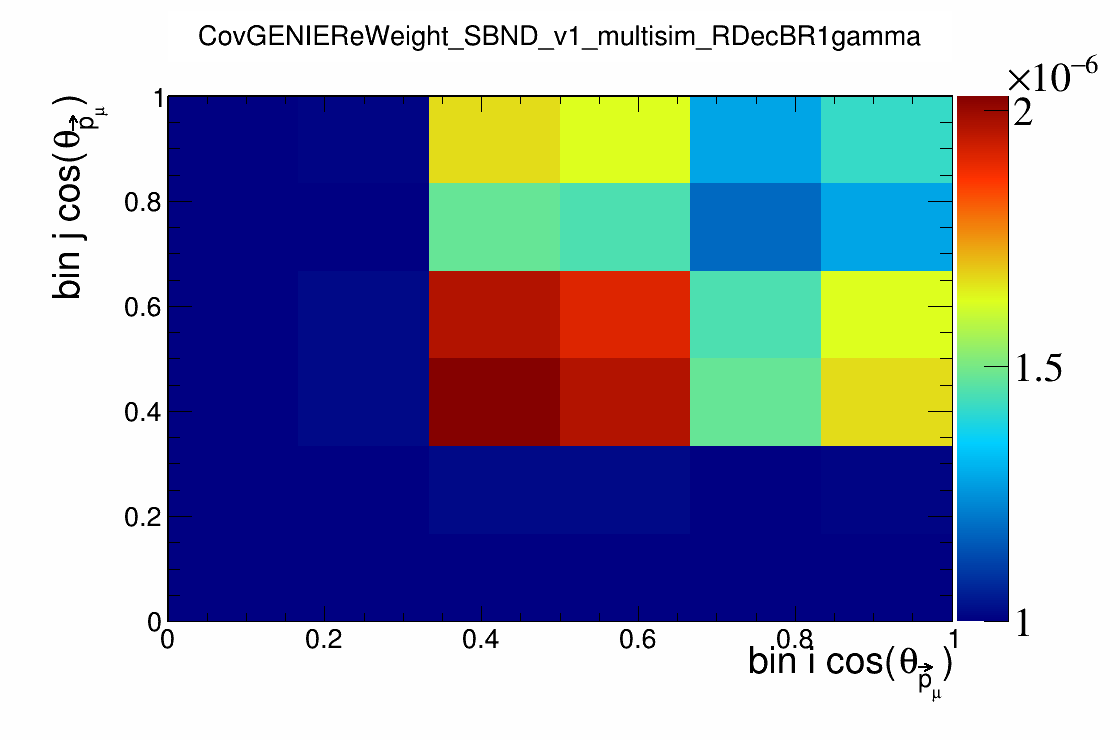 CovGENIEReWeight_SBND_v1_multisim_RDecBR1gamma
×10⁻⁶
bin j cos(θ_p⃗_μ)
1
0.8
0.6
0.4
0.2
0
0 0.2 0.4 0.6 0.8 1
bin i cos(θ_p⃗_μ)
2
1.5
1